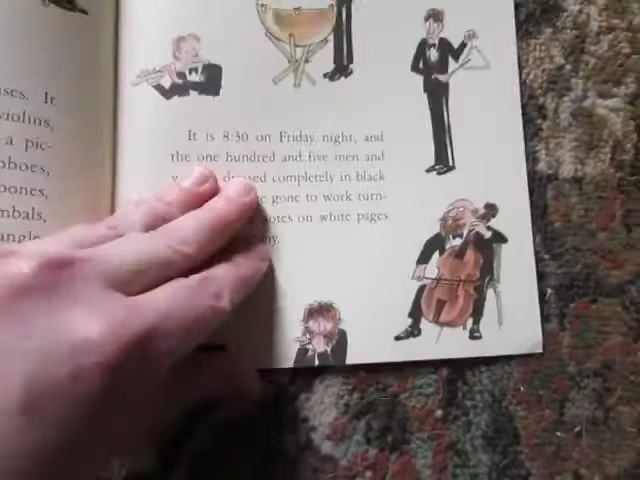 ses. It
violins,
a pic-
oboes,
bones,
mbals,
angle
It is 8:30 on Friday night, and
the one hundred and five men and
completely in black
gone to work turn-
notes on white pages